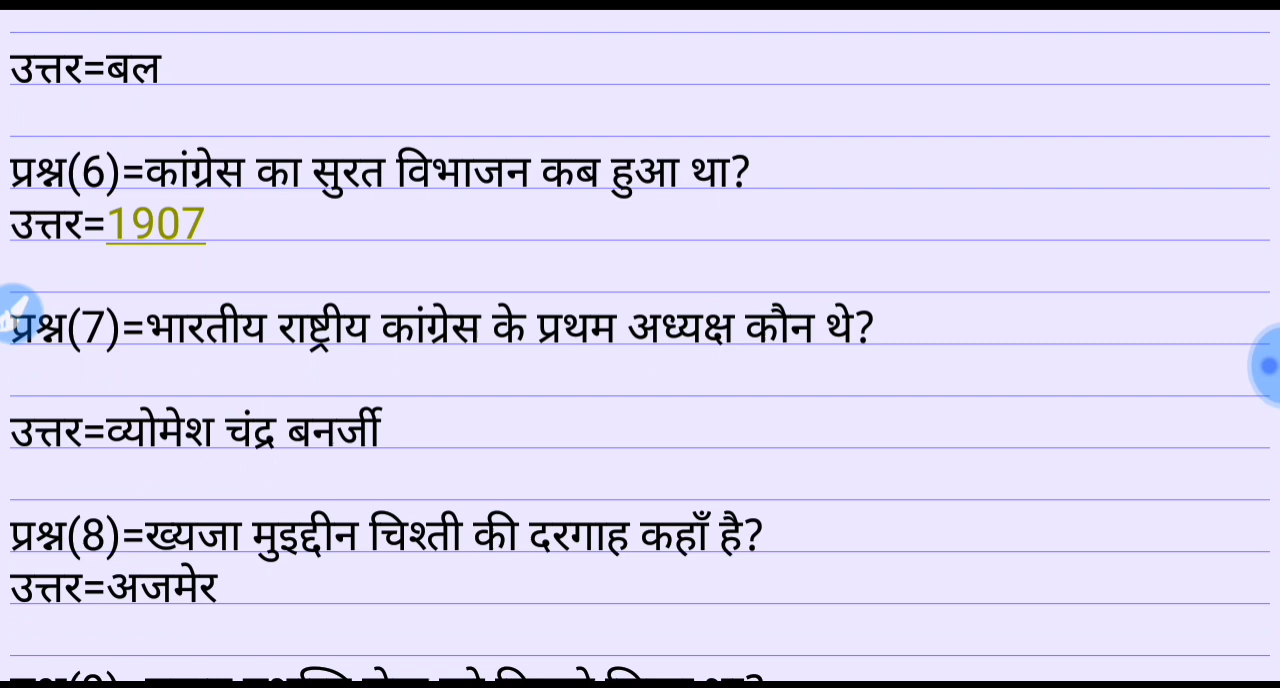 उत्तर=बल
प्रश्न(6)=कांग्रेस का सुरत विभाजन कब हुआ था?
उत्तर=1907
प्रश्न(7)=भारतीय राष्ट्रीय कांग्रेस के प्रथम अध्यक्ष कौन थे?
उत्तर=व्योमेश चंद्र बनर्जी
प्रश्न(8)=ख्यजा मुइद्दीन चिश्ती की दरगाह कहाँ है?
उत्तर=अजमेर